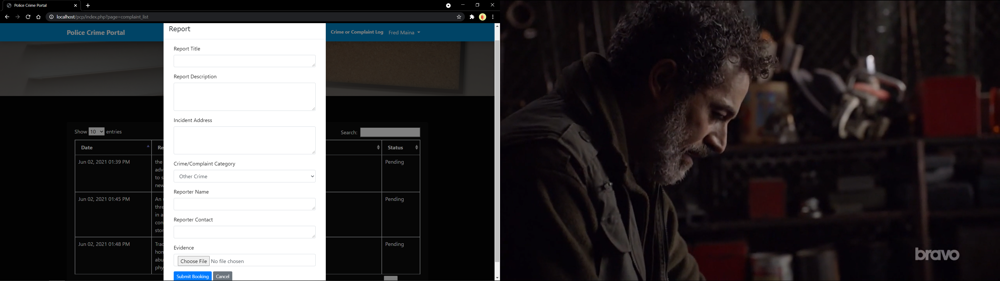 Police Crime Portal
localhost/pcp/index.php?page=complaint_list
Police Crime Portal
Crime or Complaint Log
Fred Maina
Report
Report Title
Report Description
Incident Address
Crime/Complaint Category
Other Crime
Reporter Name
Reporter Contact
Evidence
Choose File No file chosen
Submit Booking Cancel
Show 10 entries
Search:
Date Re Status
Jun 02, 2021 01:39 PM the Pending
adv
to s
new
Jun 02, 2021 01:45 PM An Pending
thre
in a
con
stor
Jun 02, 2021 01:48 PM Trac Pending
hom
abu
phy
bravo